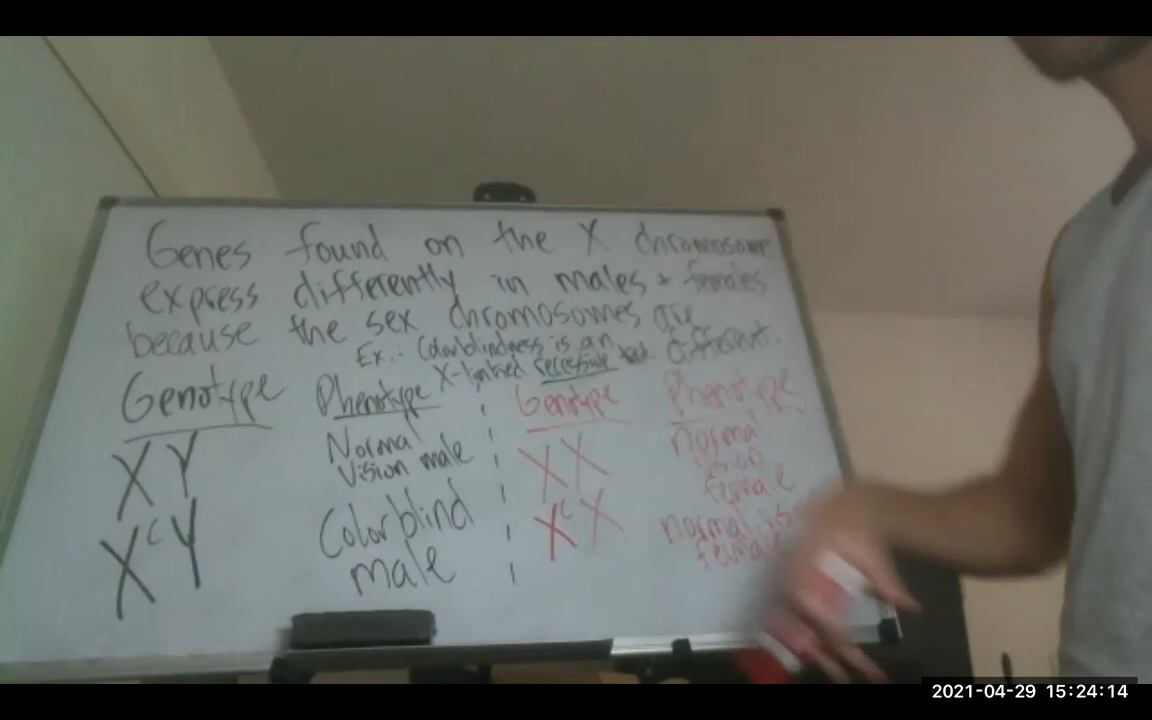 Genes found on the X chromosome
express differently in males + females
because the sex chromosomes are
different.
Ex.: Colorblindness is an
X-linked recessive
Genotype
Phenotype
Genotype
Phenotype
XY
Normal
Vision male
XX
normal
vision
female
XᶜY
Colorblind
male
XᶜX
normal vis
female
2021-04-29 15:24:14